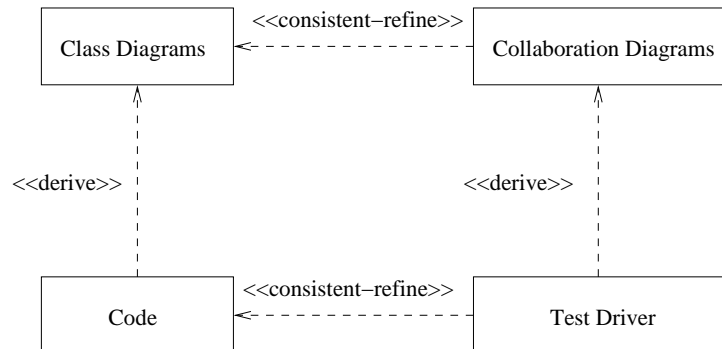 <<consistent−refine>>
Class Diagrams
Collaboration Diagrams
<<derive>>
<<derive>>
<<consistent−refine>>
Code
Test Driver